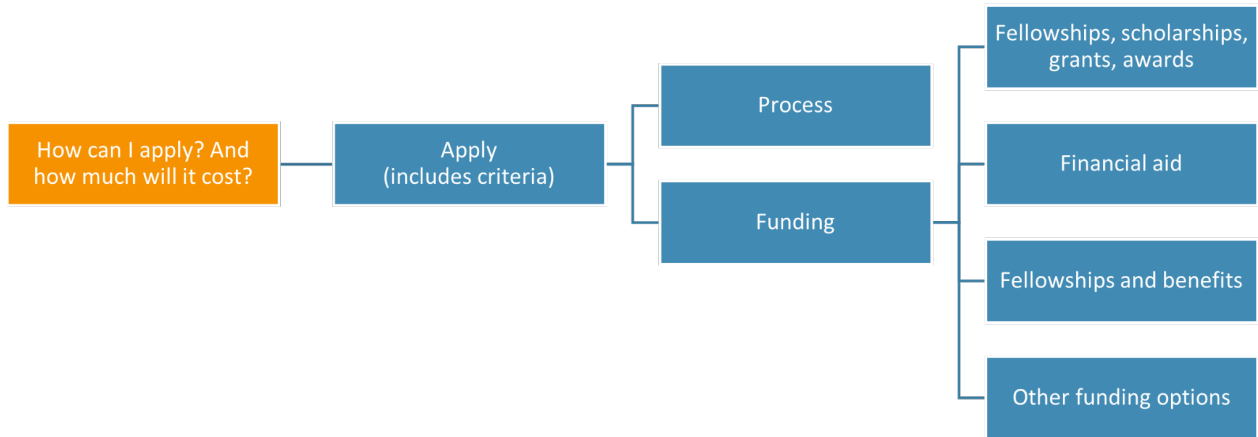 How can I apply? And
how much will it cost?
Apply
(includes criteria)
Process
Funding
Fellowships, scholarships,
grants, awards
Financial aid
Fellowships and benefits
Other funding options